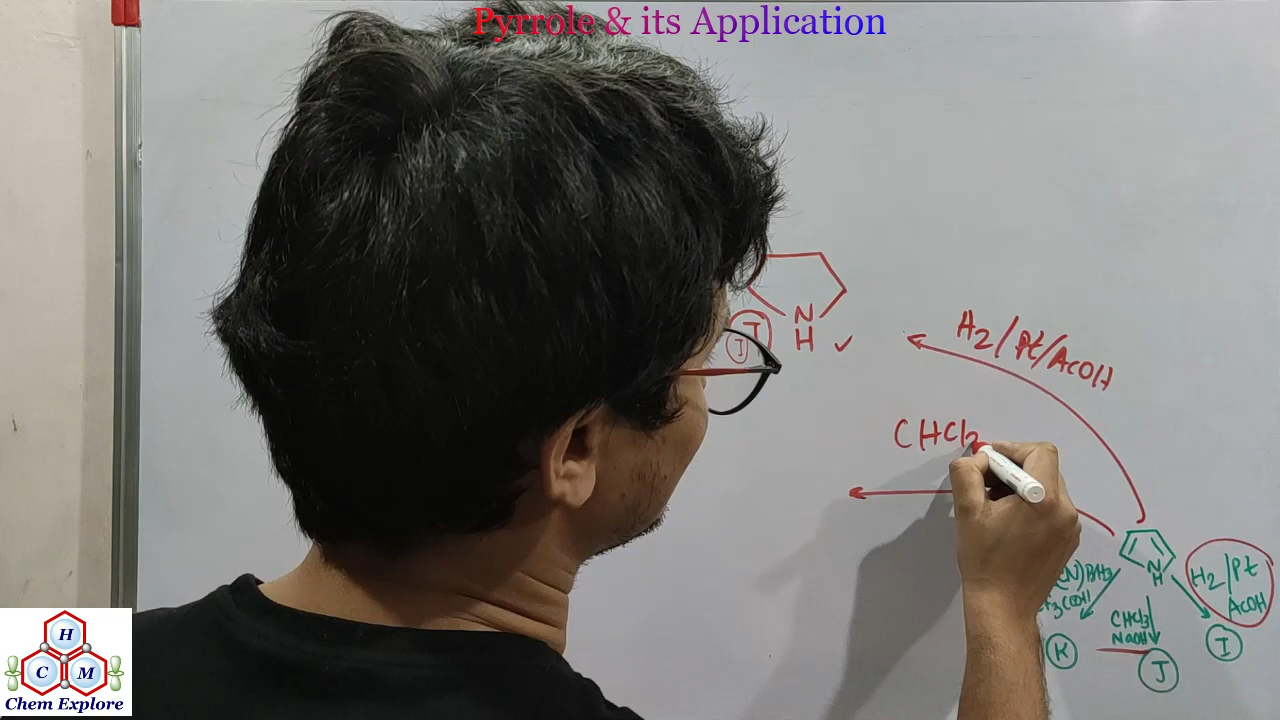 Pyrrole & its Application
N
H ✓
I
I
H2/Pt/AcOH
CHCl3
N
H
H2/Pt
AcOH
I
CHCl3/
NaOH
J
K
H
C M
Chem Explore